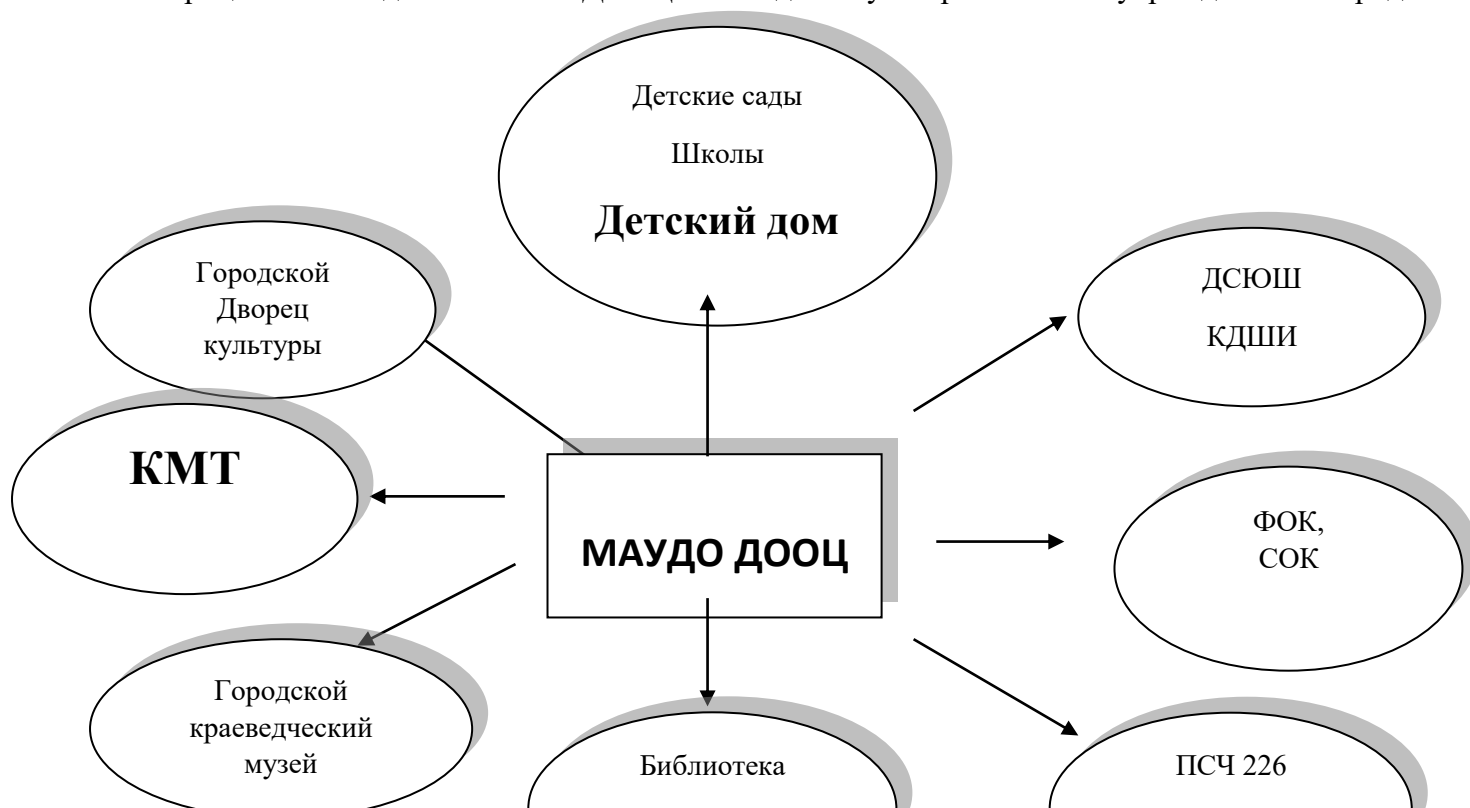 Детские сады
Школы
Детский дом
Городской
Дворец
культуры
ДСЮШ
КДШИ
КМТ
МАУДО ДООЦ
ФОК,
СОК
Городской
краеведческий
музей
Библиотека
ПСЧ 226